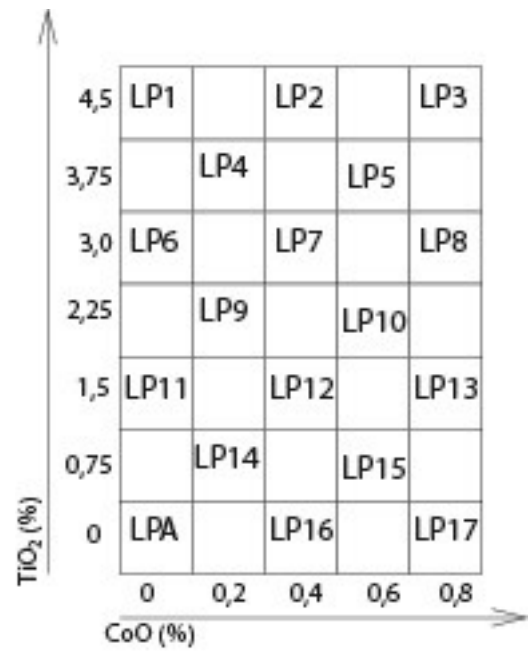 4,5 LP1 LP2 LP3
3,75 LP4 LP5
3,0 LP6 LP7 LP8
2,25 LP9 LP10
1,5 LP11 LP12 LP13
0,75 LP14 LP15
0 LPA LP16 LP17
TiO₂ (%)
0 0,2 0,4 0,6 0,8
CoO (%)